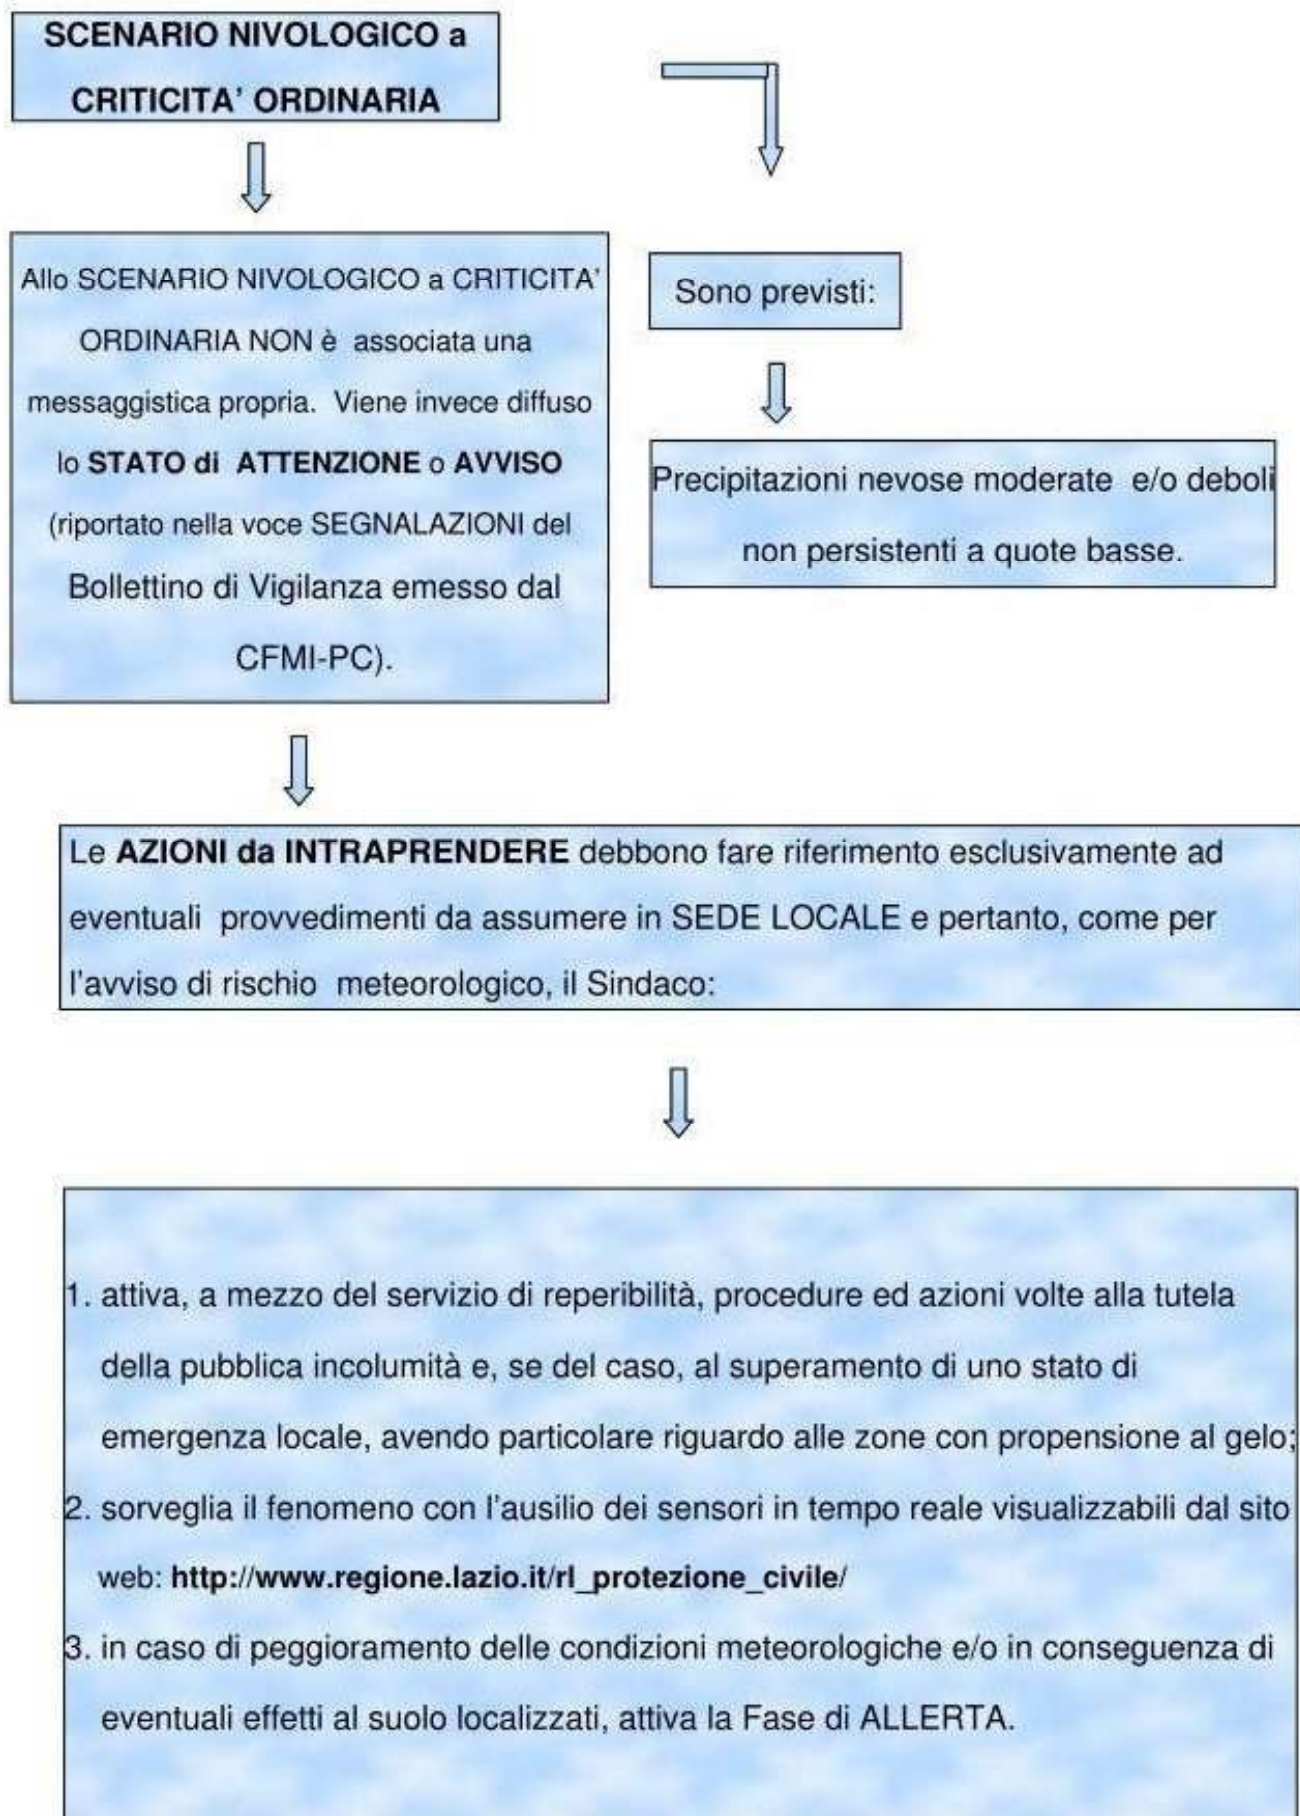 SCENARIO NIVOLOGICO a
CRITICITA' ORDINARIA
Allo SCENARIO NIVOLOGICO a CRITICITA'
ORDINARIA NON è associata una
messaggistica propria. Viene invece diffuso
lo STATO di ATTENZIONE o AVVISO
(riportato nella voce SEGNALAZIONI del
Bollettino di Vigilanza emesso dal
CFMI-PC).
Sono previsti:
Precipitazioni nevose moderate e/o deboli
non persistenti a quote basse.
Le AZIONI da INTRAPRENDERE debbono fare riferimento esclusivamente ad
eventuali provvedimenti da assumere in SEDE LOCALE e pertanto, come per
l'avviso di rischio meteorologico, il Sindaco:
1. attiva, a mezzo del servizio di reperibilità, procedure ed azioni volte alla tutela
della pubblica incolumità e, se del caso, al superamento di uno stato di
emergenza locale, avendo particolare riguardo alle zone con propensione al gelo;
2. sorveglia il fenomeno con l'ausilio dei sensori in tempo reale visualizzabili dal sito
web: http://www.regione.lazio.it/rl_protezione_civile/
3. in caso di peggioramento delle condizioni meteorologiche e/o in conseguenza di
eventuali effetti al suolo localizzati, attiva la Fase di ALLERTA.